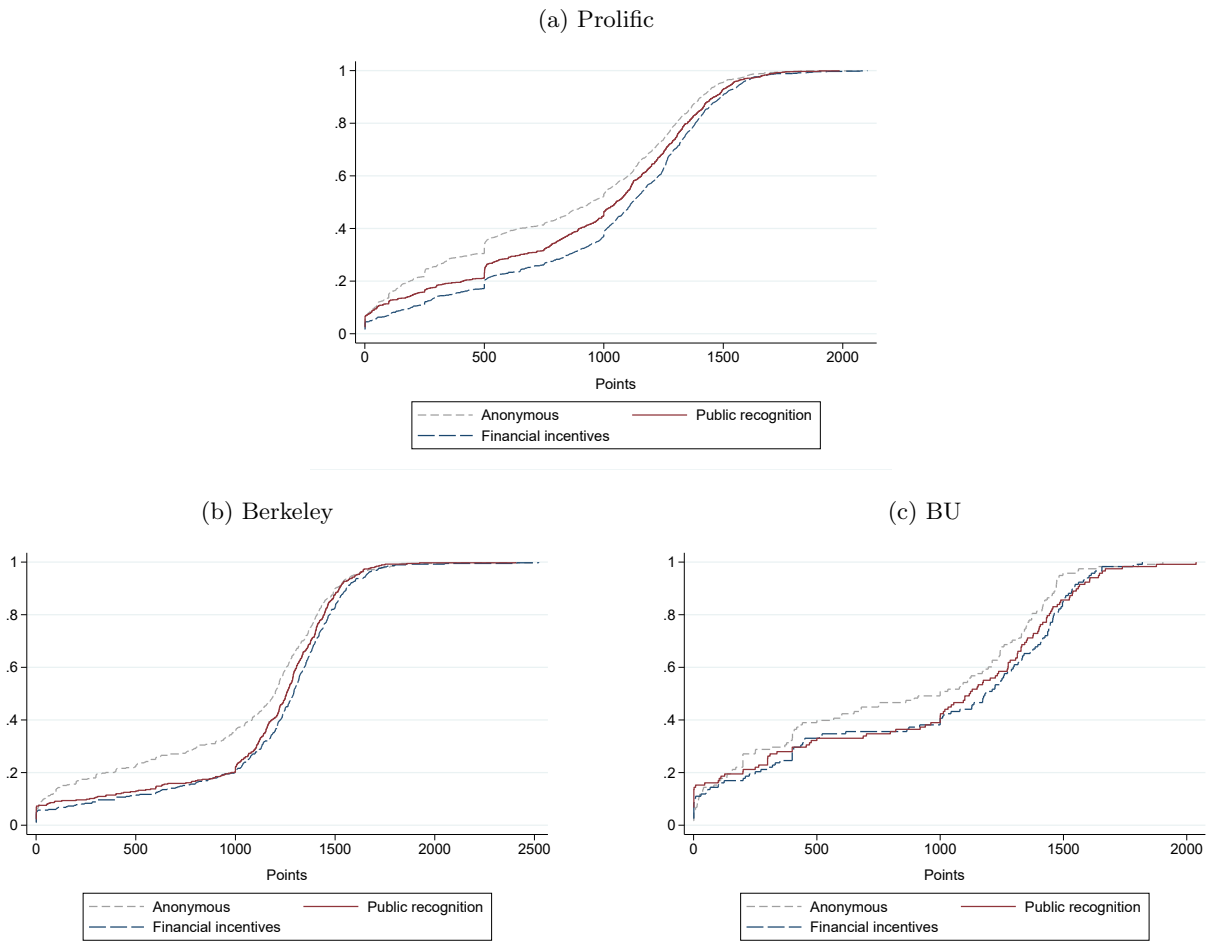 (a) Prolific
1
.8
.6
.4
.2
0
0 500 1000 1500 2000
Points
Anonymous Public recognition
Financial incentives
(b) Berkeley
1
.8
.6
.4
.2
0
0 500 1000 1500 2000 2500
Points
Anonymous Public recognition
Financial incentives
(c) BU
1
.8
.6
.4
.2
0
0 500 1000 1500 2000
Points
Anonymous Public recognition
Financial incentives